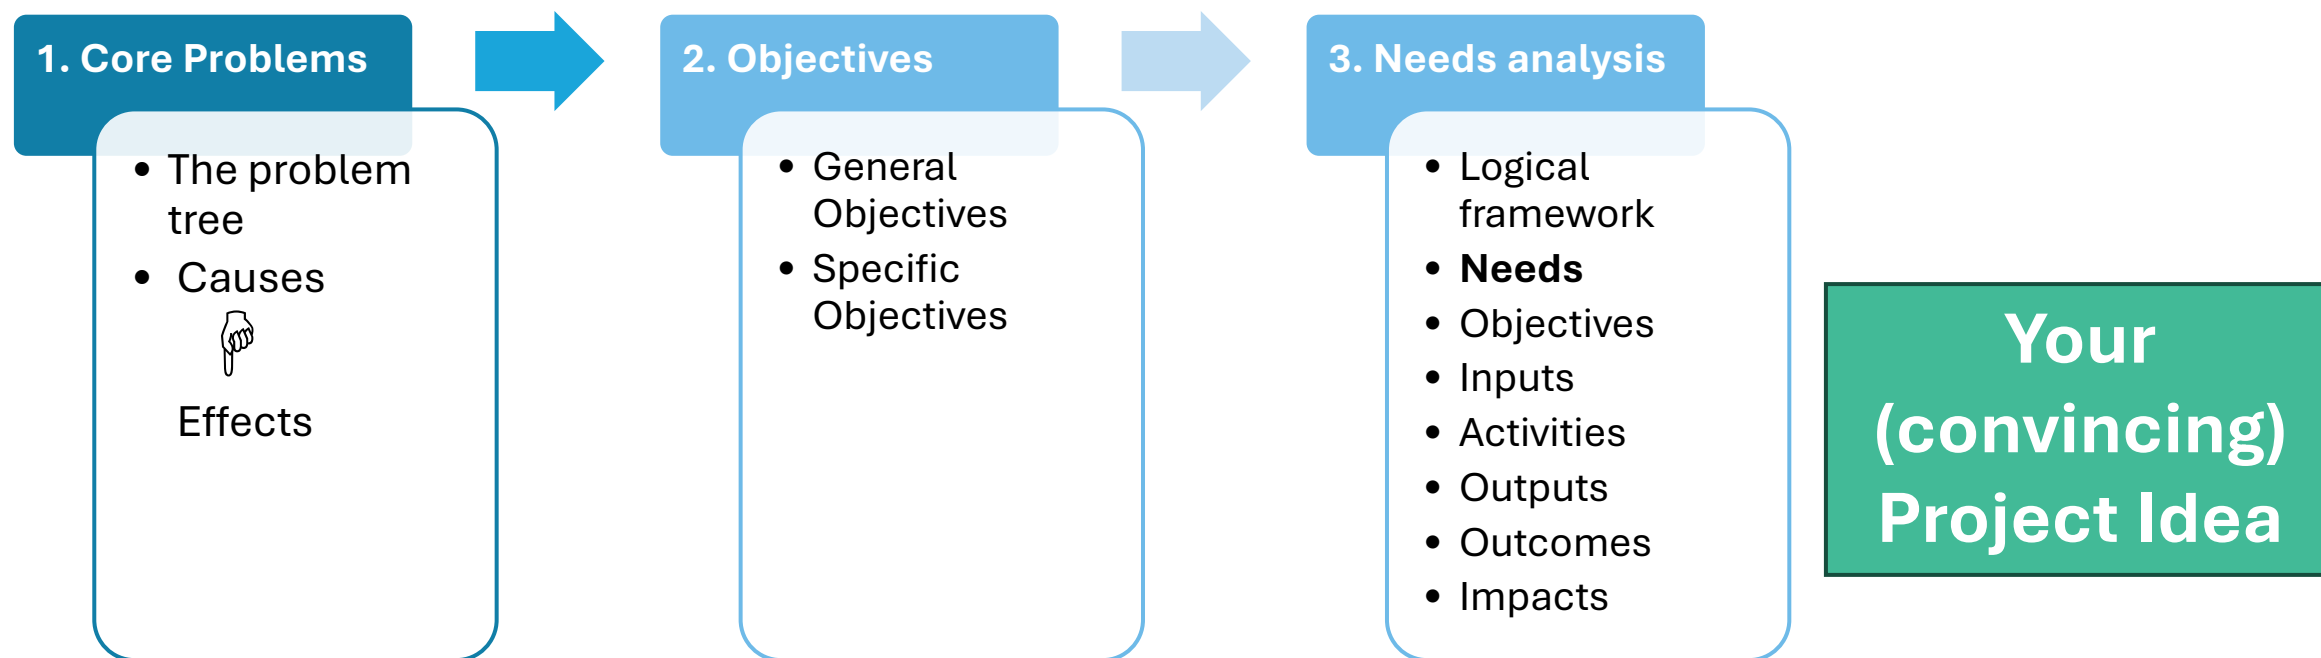 1. Core Problems
• The problem
tree
• Causes
Effects
2. Objectives
• General
Objectives
• Specific
Objectives
3. Needs analysis
• Logical
framework
• Needs
• Objectives
• Inputs
• Activities
• Outputs
• Outcomes
• Impacts
Your
(convincing)
Project Idea